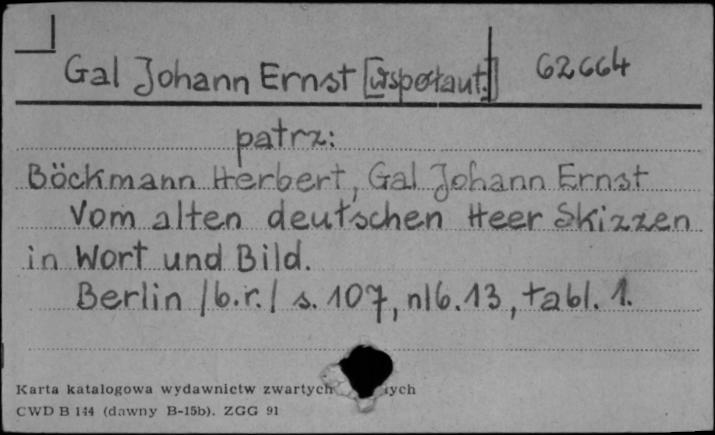 Gal Johann Ernst [współaut.] 62664
patrz:
Böckmann Herbert, Gal Johann Ernst
Vom alten deutschen Heer Skizzen
in Wort und Bild.
Berlin /b.r./ s. 107, nlb. 13, tabl. 1.
Karta katalogowa wydawnictw zwartych
CWD B 144 (dawny B-15b). ZGG 91